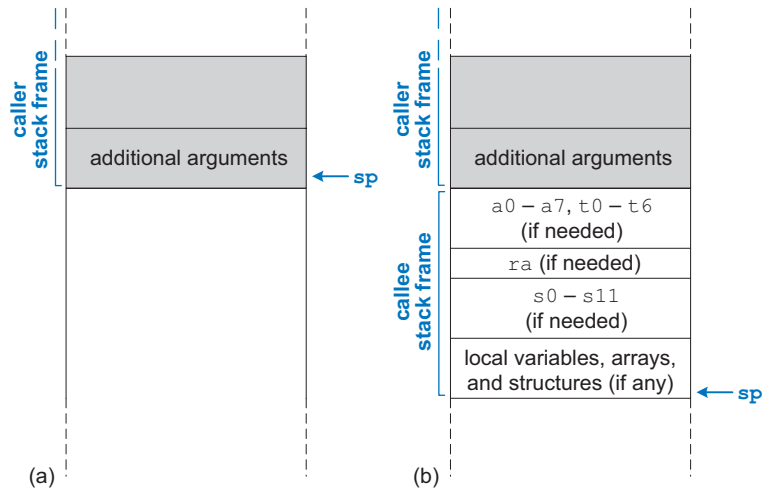 caller
stack frame
additional arguments
sp
(a)
caller
stack frame
additional arguments
callee
stack frame
a0 – a7, t0 – t6
(if needed)
ra (if needed)
s0 – s11
(if needed)
local variables, arrays,
and structures (if any)
sp
(b)